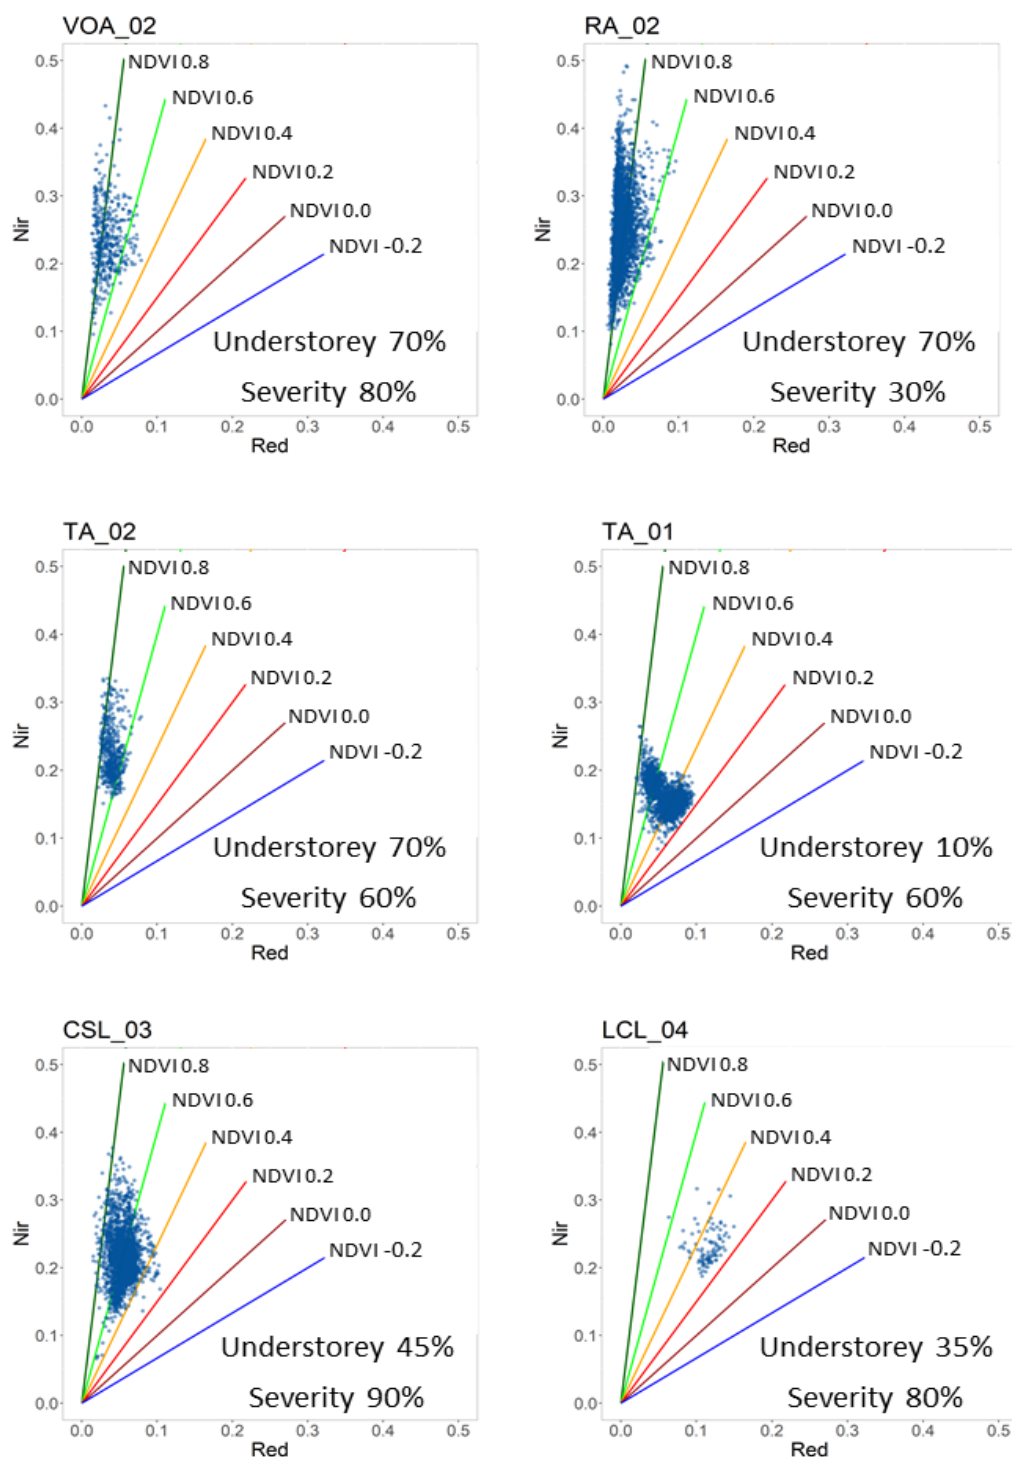 VOA_02
RA_02
0.5
NDVI 0.8
0.5
NDVI 0.8
NDVI 0.6
NDVI 0.6
0.4
NDVI 0.4
0.4
NDVI 0.4
0.3
NDVI 0.2
0.3
NDVI 0.2
Nir
NDVI 0.0
Nir
NDVI 0.0
NDVI -0.2
NDVI -0.2
0.2
0.2
0.1
Understorey 70%
0.1
Understorey 70%
Severity 80%
Severity 30%
0.0
0.0
0.0 0.1 0.2 0.3 0.4 0.5
0.0 0.1 0.2 0.3 0.4 0.5
Red
Red
TA_02
TA_01
0.5
NDVI 0.8
0.5
NDVI 0.8
NDVI 0.6
NDVI 0.6
0.4
NDVI 0.4
0.4
NDVI 0.4
0.3
NDVI 0.2
0.3
NDVI 0.2
Nir
NDVI 0.0
Nir
NDVI 0.0
NDVI -0.2
NDVI -0.2
0.2
0.2
0.1
Understorey 70%
0.1
Understorey 10%
Severity 60%
Severity 60%
0.0
0.0
0.0 0.1 0.2 0.3 0.4 0.5
0.0 0.1 0.2 0.3 0.4 0.5
Red
Red
CSL_03
LCL_04
0.5
NDVI 0.8
0.5
NDVI 0.8
NDVI 0.6
NDVI 0.6
0.4
NDVI 0.4
0.4
NDVI 0.4
0.3
NDVI 0.2
0.3
NDVI 0.2
Nir
NDVI 0.0
Nir
NDVI 0.0
NDVI -0.2
NDVI -0.2
0.2
0.2
0.1
Understorey 45%
0.1
Understorey 35%
Severity 90%
Severity 80%
0.0
0.0
0.0 0.1 0.2 0.3 0.4 0.5
0.0 0.1 0.2 0.3 0.4 0.5
Red
Red